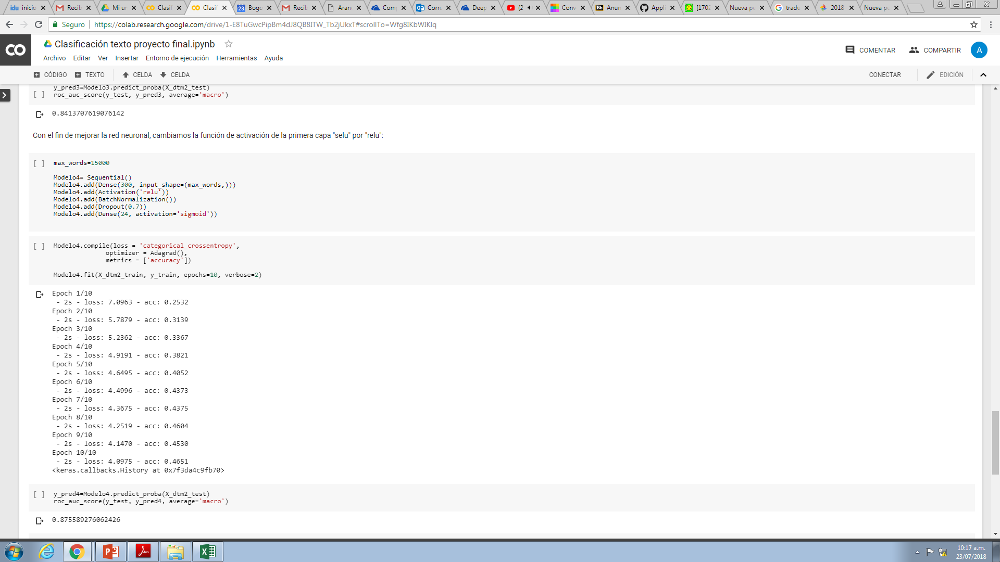 inicio
Recib
Mi un
Clasif
Clasif
23
Bogo
Recib
Aran
Comp
Corre
Deep
(2
Conv
Bb
Anun
Appli
[1702
Nueva pe
tradu
2018
Nueva pe
Seguro
https://colab.research.google.com/drive/1-E8TuGwcPipBm4dJ8QB8ITW_Tb2jUkxT#scrollTo=Wfg8IKbWIKlq
CO
Clasificación texto proyecto final.ipynb
COMENTAR
COMPARTIR
A
Archivo Editar Ver Insertar Entorno de ejecución Herramientas Ayuda
CÓDIGO TEXTO CELDA CELDA
CONECTAR
EDICIÓN
y_pred3=Modelo3.predict_proba(X_dtm2_test)
[ ] roc_auc_score(y_test, y_pred3, average='macro')
0.8413707619076142
Con el fin de mejorar la red neuronal, cambiamos la función de activación de la primera capa "selu" por "relu":
[ ] max_words=15000
Modelo4= Sequential()
Modelo4.add(Dense(300, input_shape=(max_words,)))
Modelo4.add(Activation('relu'))
Modelo4.add(BatchNormalization())
Modelo4.add(Dropout(0.7))
Modelo4.add(Dense(24, activation='sigmoid'))
[ ] Modelo4.compile(loss = 'categorical_crossentropy',
optimizer = Adagrad(),
metrics = ['accuracy'])
Modelo4.fit(X_dtm2_train, y_train, epochs=10, verbose=2)
Epoch 1/10
- 2s - loss: 7.0963 - acc: 0.2532
Epoch 2/10
- 2s - loss: 5.7879 - acc: 0.3139
Epoch 3/10
- 2s - loss: 5.2362 - acc: 0.3367
Epoch 4/10
- 2s - loss: 4.9191 - acc: 0.3821
Epoch 5/10
- 2s - loss: 4.6495 - acc: 0.4052
Epoch 6/10
- 2s - loss: 4.4996 - acc: 0.4373
Epoch 7/10
- 2s - loss: 4.3675 - acc: 0.4375
Epoch 8/10
- 2s - loss: 4.2519 - acc: 0.4604
Epoch 9/10
- 2s - loss: 4.1470 - acc: 0.4530
Epoch 10/10
- 2s - loss: 4.0975 - acc: 0.4651
<keras.callbacks.History at 0x7f3da4c9fb70>
[ ] y_pred4=Modelo4.predict_proba(X_dtm2_test)
roc_auc_score(y_test, y_pred4, average='macro')
0.875589276062426
10:17 a.m.
23/07/2018